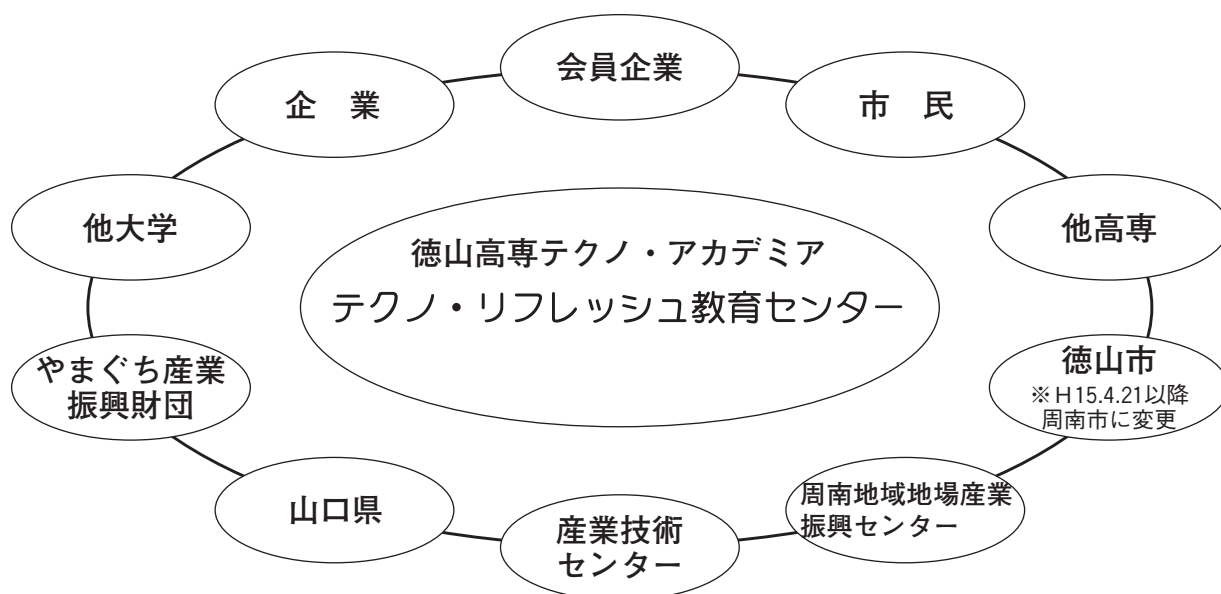 会員企業
企　業
市　民
他大学
他高専
徳山高専テクノ・アカデミア
テクノ・リフレッシュ教育センター
やまぐち産業
振興財団
徳山市
※H15.4.21以降
周南市に変更
山口県
産業技術
センター
周南地域地場産業
振興センター